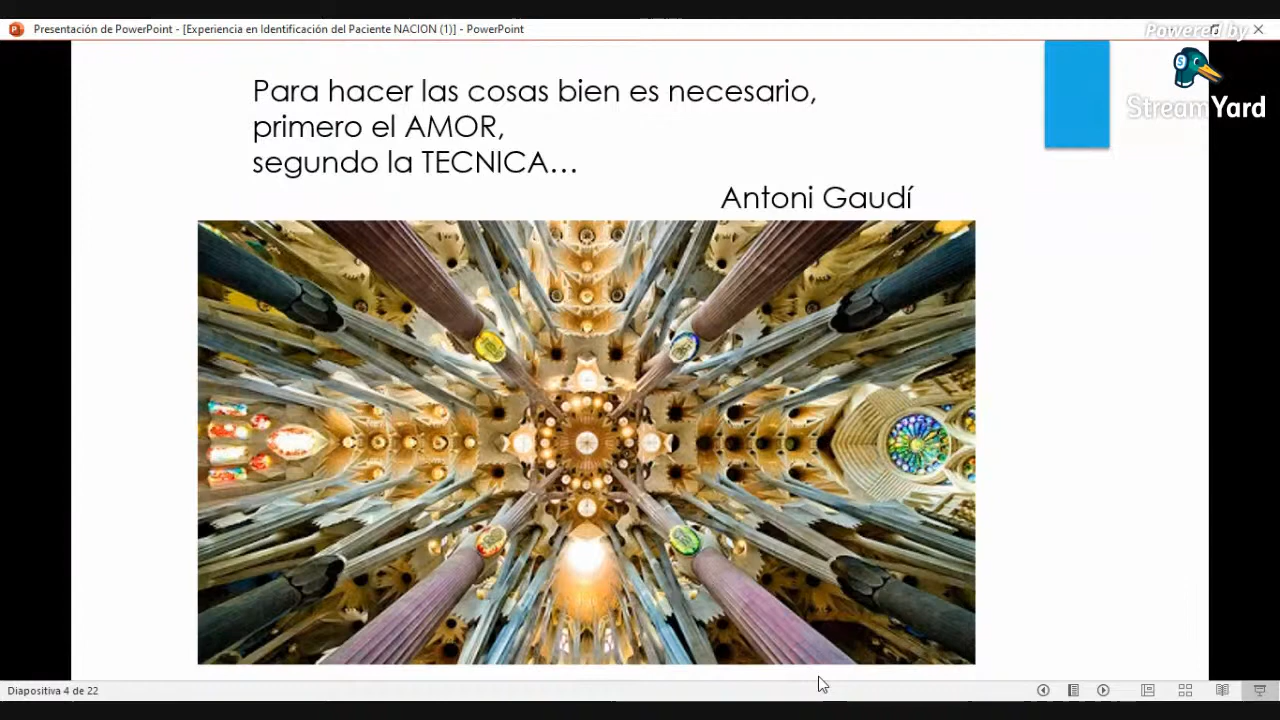 Presentación de PowerPoint - [Experiencia en Identificación del Paciente NACION (1)] - PowerPoint
Powered by
StreamYard
Para hacer las cosas bien es necesario,
primero el AMOR,
segundo la TECNICA...
Antoni Gaudí
Diapositiva 4 de 22